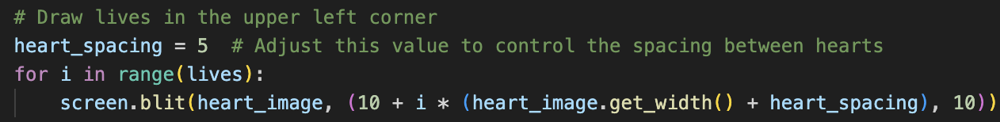 # Draw lives in the upper left corner
heart_spacing = 5  # Adjust this value to control the spacing between hearts
for i in range(lives):
    screen.blit(heart_image, (10 + i * (heart_image.get_width() + heart_spacing), 10))